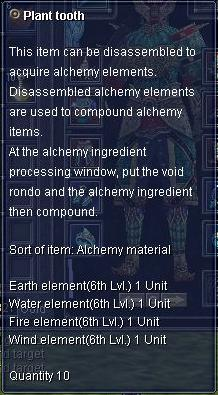 Plant tooth
This item can be disassembled to
acquire alchemy elements.
Disassembled alchemy elements
are used to compound alchemy
items.
At the alchemy ingredient
processing window, put the void
rondo and the alchemy ingredient
then compound.
Sort of item: Alchemy material
Earth element(6th Lvl.) 1 Unit
Water element(6th Lvl.) 1 Unit
Fire element(6th Lvl.) 1 Unit
Wind element(6th Lvl.) 1 Unit
target
target
Quantity 10